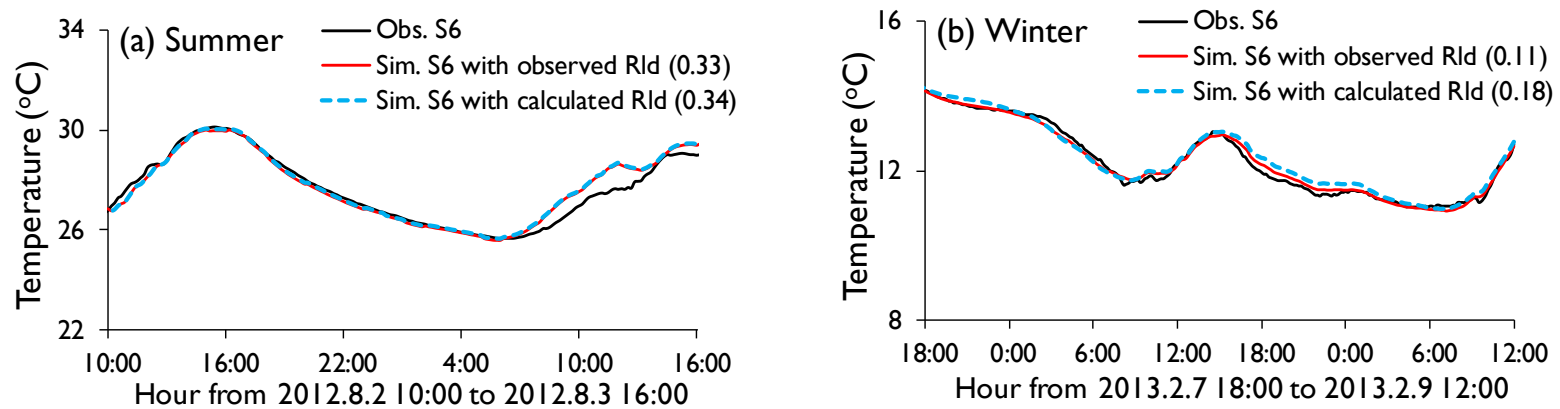 (a) Summer
Obs. S6
Sim. S6 with observed Rld (0.33)
Sim. S6 with calculated Rld (0.34)
Temperature (°C)
34
30
26
22
10:00 16:00 22:00 4:00 10:00 16:00
Hour from 2012.8.2 10:00 to 2012.8.3 16:00
(b) Winter
Obs. S6
Sim. S6 with observed Rld (0.11)
Sim. S6 with calculated Rld (0.18)
Temperature (°C)
16
12
8
18:00 0:00 6:00 12:00 18:00 0:00 6:00 12:00
Hour from 2013.2.7 18:00 to 2013.2.9 12:00